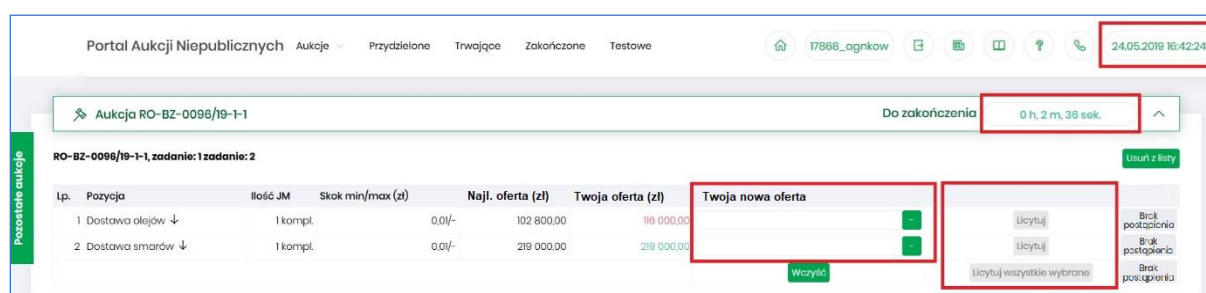 Portal Aukcji Niepublicznych Aukcje Przydzielone Trwające Zakończone Testowe 17868_agnkow ? 24.05.2019 16:42:24
Aukcja RO-BZ-0096/19-1-1 Do zakończenia 0 h, 2 m, 36 sek.
Pozostałe aukcje
RO-BZ-0096/19-1-1, zadanie: 1 zadanie: 2 Usuń z listy
Lp. Pozycja Ilość JM Skok min/max (zł) Najl. oferta (zł) Twoja oferta (zł) Twoja nowa oferta
1 Dostawa olejów ↓ 1 kompl. 0,01/- 102 800,00 116 000,00 - Licytuj Brak postąpienia
2 Dostawa smarów ↓ 1 kompl. 0,01/- 219 000,00 219 000,00 - Licytuj Brak postąpienia
Wczyść Licytuj wszystkie wybrane Brak postąpienia